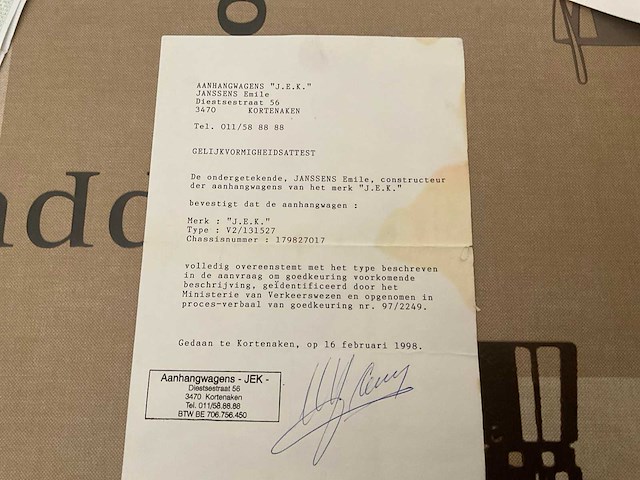 AANHANGWAGENS "J.E.K."
JANSSENS Emile
Diestsestraat 56
3470 KORTENAKEN
Tel. 011/58 88 88
GELIJKVORMIGHEIDSATTEST
De ondergetekende, JANSSENS Emile, constructeur
der aanhangwagens van het merk "J.E.K."
bevestigt dat de aanhangwagen :
Merk : "J.E.K."
Type : V2/131527
Chassisnummer : 179827017
volledig overeenstemt met het type beschreven
in de aanvraag om goedkeuring voorkomende
beschrijving, geïdentificeerd door het
Ministerie van Verkeerswezen en opgenomen in
proces-verbaal van goedkeuring nr. 97/2249.
Gedaan te Kortenaken, op 16 februari 1998.
Aanhangwagens - JEK -
Diestsestraat 56
3470 Kortenaken
Tel. 011/58.88.88
BTW BE 706.756.450